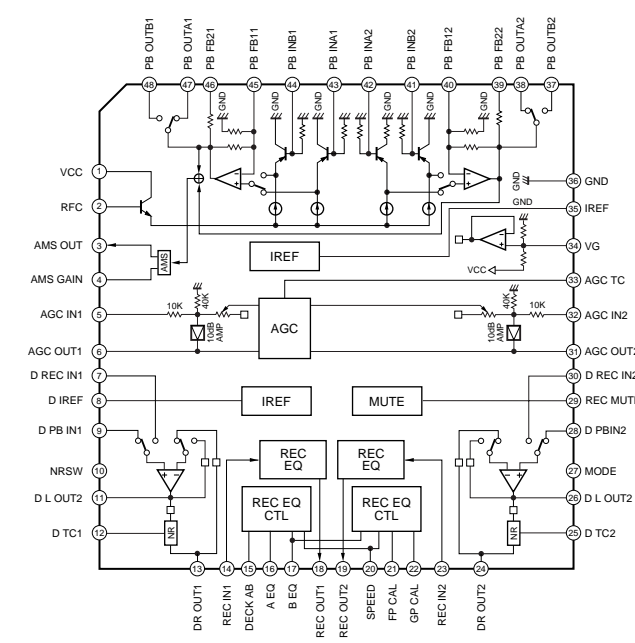 PB OUTB1
PB OUTA1
PB FB21
PB FB11
PB INB1
PB INA1
PB INA2
PB INB2
PB FB12
PB FB22
PB OUTA2
PB OUTB2
48
47
46
45
44
43
42
41
40
39
38
37
GND
GND
GND
GND
GND
GND
VCC
1
RFC
2
AMS OUT
3
AMS GAIN
4
AGC IN1
5
AGC OUT1
6
D REC IN1
7
D IREF
8
D PB IN1
9
NRSW
10
D L OUT2
11
D TC1
12
GND
36
GND
35
IREF
GND
34
VG
VCC
33
AGC TC
32
AGC IN2
31
AGC OUT2
30
D REC IN2
29
REC MUTE
28
D PBIN2
27
MODE
26
D L OUT2
25
D TC2
+
−
−
+
−
+
AMS
IREF
10K
40K
10dB
AMP
AGC
40K
10K
10dB
AMP
IREF
MUTE
REC
EQ
REC
EQ
REC EQ
CTL
REC EQ
CTL
+
−
−
+
NR
NR
13
14
15
16
17
18
19
20
21
22
23
24
DR OUT1
REC IN1
DECK AB
A EQ
B EQ
REC OUT1
REC OUT2
SPEED
FP CAL
GP CAL
REC IN2
DR OUT2